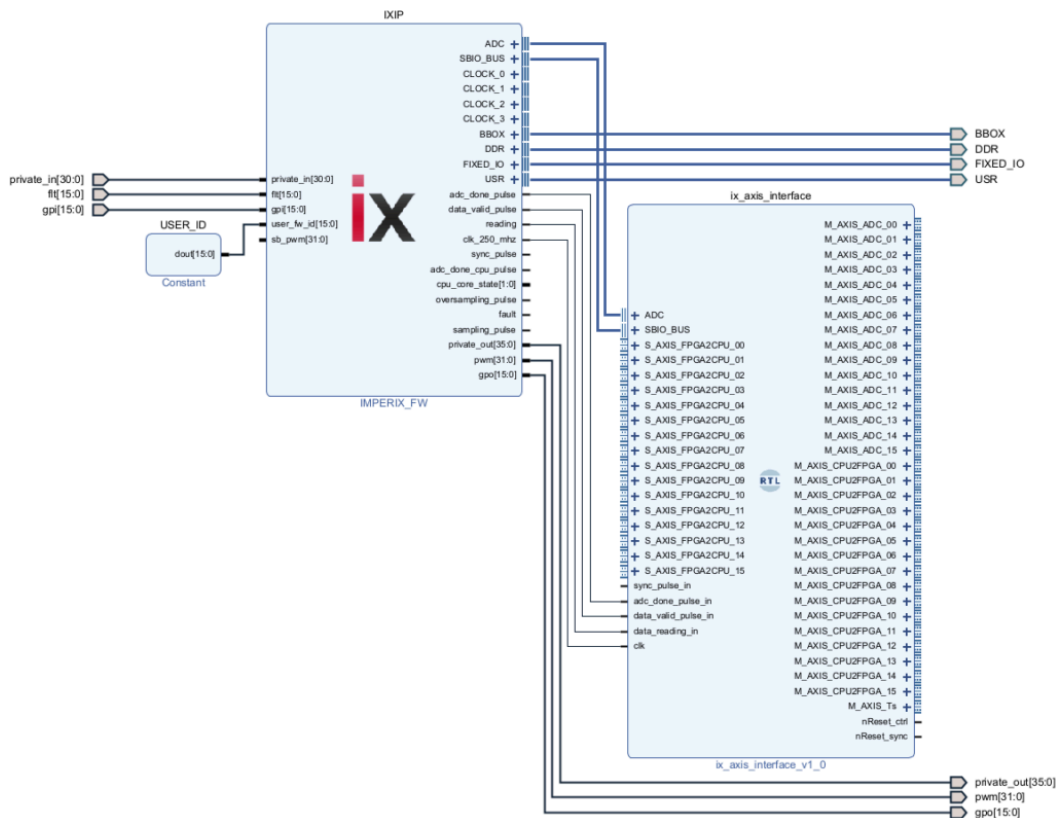 IXIP
ADC
SBIO_BUS
CLOCK_0
CLOCK_1
CLOCK_2
CLOCK_3
BBOX
DDR
FIXED_IO
USR
private_in[30:0]
flt[15:0]
gpi[15:0]
private_in[30:0]
flt[15:0]
gpi[15:0]
user_fw_id[15:0]
sb_pwm[31:0]
ix
adc_done_pulse
data_valid_pulse
reading
clk_250_mhz
sync_pulse
adc_done_cpu_pulse
cpu_core_state[1:0]
oversampling_pulse
fault
sampling_pulse
private_out[35:0]
pwm[31:0]
gpo[15:0]
IMPERIX_FW
USER_ID
dout[15:0]
Constant
BBOX
DDR
FIXED_IO
USR
ix_axis_interface
ADC
SBIO_BUS
S_AXIS_FPGA2CPU_00
S_AXIS_FPGA2CPU_01
S_AXIS_FPGA2CPU_02
S_AXIS_FPGA2CPU_03
S_AXIS_FPGA2CPU_04
S_AXIS_FPGA2CPU_05
S_AXIS_FPGA2CPU_06
S_AXIS_FPGA2CPU_07
S_AXIS_FPGA2CPU_08
S_AXIS_FPGA2CPU_09
S_AXIS_FPGA2CPU_10
S_AXIS_FPGA2CPU_11
S_AXIS_FPGA2CPU_12
S_AXIS_FPGA2CPU_13
S_AXIS_FPGA2CPU_14
S_AXIS_FPGA2CPU_15
sync_pulse_in
adc_done_pulse_in
data_valid_pulse_in
data_reading_in
clk
RTL
M_AXIS_ADC_00
M_AXIS_ADC_01
M_AXIS_ADC_02
M_AXIS_ADC_03
M_AXIS_ADC_04
M_AXIS_ADC_05
M_AXIS_ADC_06
M_AXIS_ADC_07
M_AXIS_ADC_08
M_AXIS_ADC_09
M_AXIS_ADC_10
M_AXIS_ADC_11
M_AXIS_ADC_12
M_AXIS_ADC_13
M_AXIS_ADC_14
M_AXIS_ADC_15
M_AXIS_CPU2FPGA_00
M_AXIS_CPU2FPGA_01
M_AXIS_CPU2FPGA_02
M_AXIS_CPU2FPGA_03
M_AXIS_CPU2FPGA_04
M_AXIS_CPU2FPGA_05
M_AXIS_CPU2FPGA_06
M_AXIS_CPU2FPGA_07
M_AXIS_CPU2FPGA_08
M_AXIS_CPU2FPGA_09
M_AXIS_CPU2FPGA_10
M_AXIS_CPU2FPGA_11
M_AXIS_CPU2FPGA_12
M_AXIS_CPU2FPGA_13
M_AXIS_CPU2FPGA_14
M_AXIS_CPU2FPGA_15
M_AXIS_Ts
nReset_ctrl
nReset_sync
ix_axis_interface_v1_0
private_out[35:0]
pwm[31:0]
gpo[15:0]